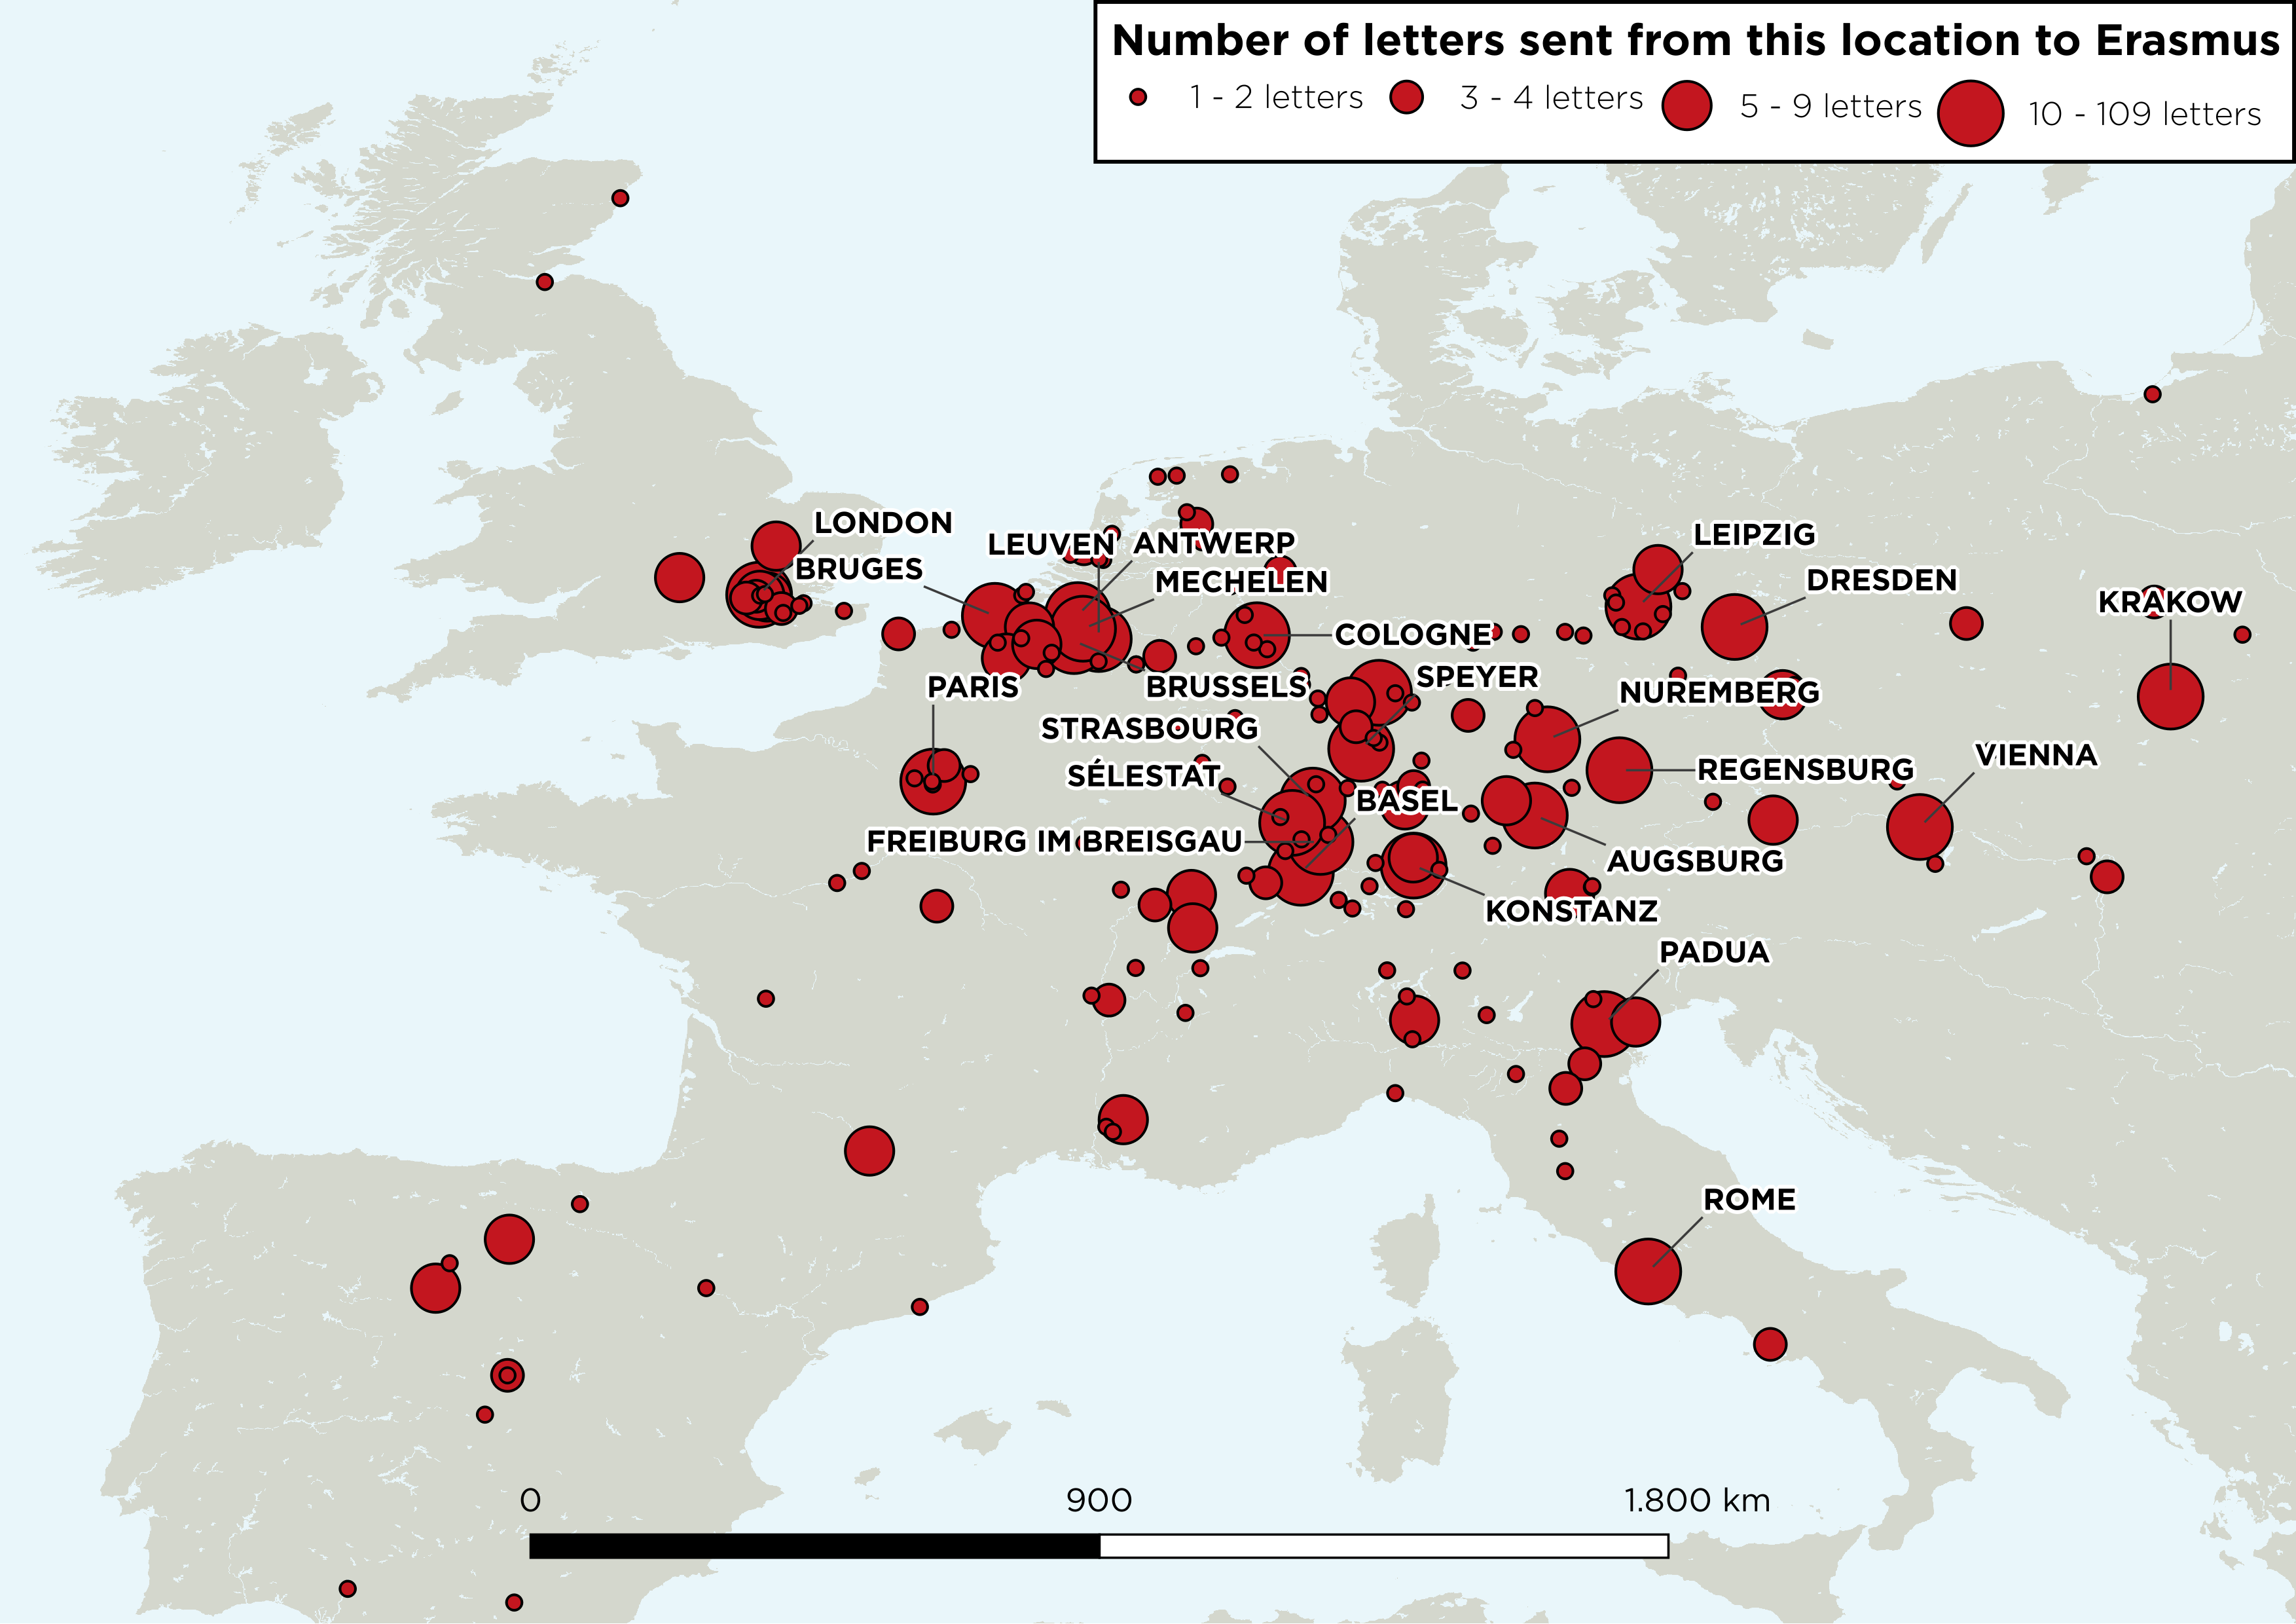 Number of letters sent from this location to Erasmus
1 - 2 letters
3 - 4 letters
5 - 9 letters
10 - 109 letters
LONDON
BRUGES
LEUVEN
ANTWERP
MECHELEN
LEIPZIG
DRESDEN
KRAKOW
COLOGNE
PARIS
BRUSSELS
SPEYER
NUREMBERG
STRASBOURG
SÉLESTAT
REGENSBURG
VIENNA
BASEL
FREIBURG IM BREISGAU
AUGSBURG
KONSTANZ
PADUA
ROME
0
900
1.800 km